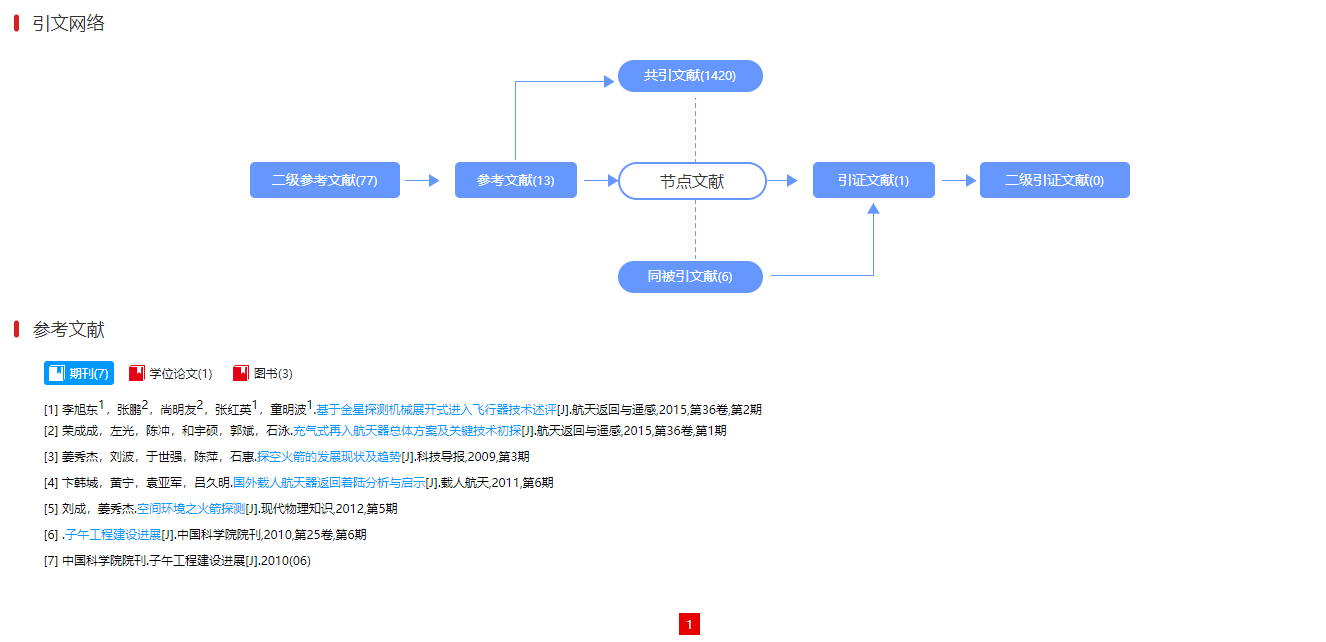 引文网络
共引文献(1420)
二级参考文献(77)
参考文献(13)
节点文献
引证文献(1)
二级引证文献(0)
同被引文献(6)
参考文献
期刊(7) 学位论文(1) 图书(3)
[1] 李旭东1，张鹏2，尚明友2，张红英1，童明波1.基于金星探测机械展开式进入飞行器技术述评[J].航天返回与遥感,2015,第36卷,第2期
[2] 荣成成，左光，陈冲，和宇硕，郭斌，石泳.充气式再入航天器总体方案及关键技术初探[J].航天返回与遥感,2015,第36卷,第1期
[3] 姜秀杰，刘波，于世强，陈萍，石惠.探空火箭的发展现状及趋势[J].科技导报,2009,第3期
[4] 卞韩城，黄宁，袁亚军，吕久明.国外载人航天器返回着陆分析与启示[J].载人航天,2011,第6期
[5] 刘成，姜秀杰.空间环境之火箭探测[J].现代物理知识,2012,第5期
[6] .子午工程建设进展[J].中国科学院院刊,2010,第25卷,第6期
[7] 中国科学院院刊.子午工程建设进展[J].2010(06)
1